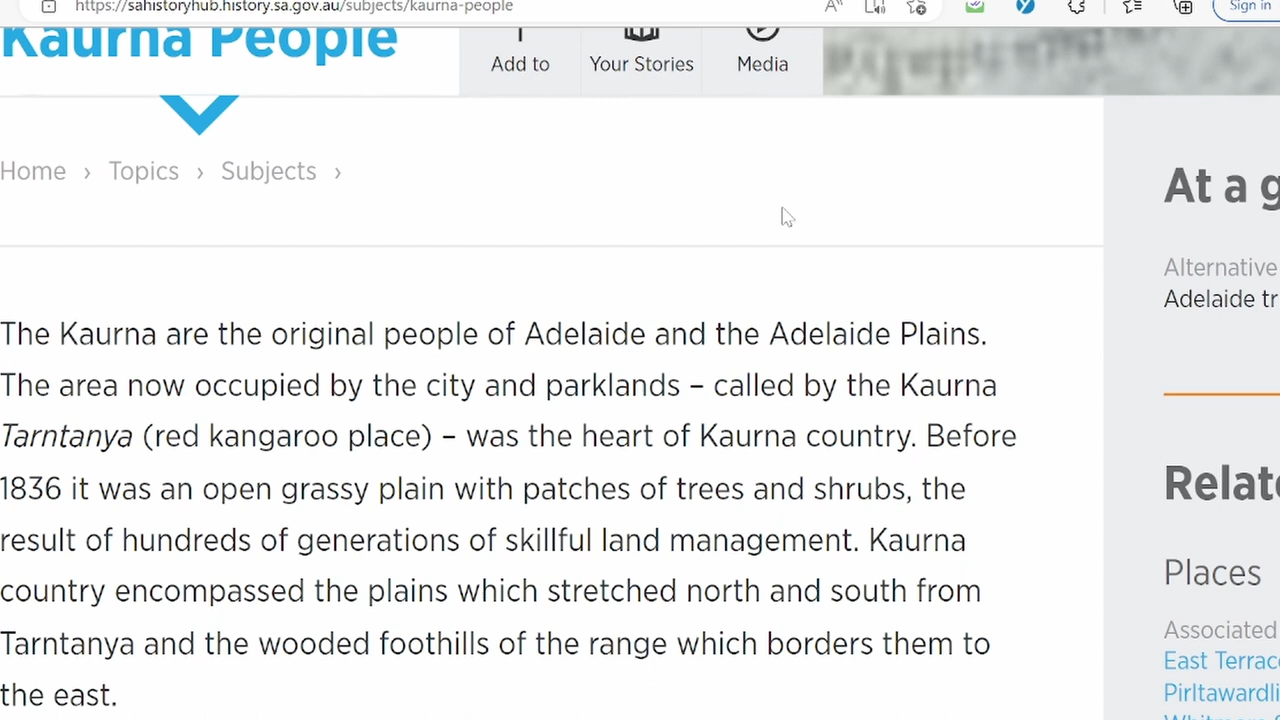 https://sahistoryhub.history.sa.gov.au/subjects/kaurna-people
Sign in
Kaurna People
Add to
Your Stories
Media
Home › Topics › Subjects ›
The Kaurna are the original people of Adelaide and the Adelaide Plains.
The area now occupied by the city and parklands – called by the Kaurna
Tarntanya (red kangaroo place) – was the heart of Kaurna country. Before
1836 it was an open grassy plain with patches of trees and shrubs, the
result of hundreds of generations of skillful land management. Kaurna
country encompassed the plains which stretched north and south from
Tarntanya and the wooded foothills of the range which borders them to
the east.
At a g
Alternative
Adelaide tr
Relate
Places
Associated
East Terrace
Pirltawardli